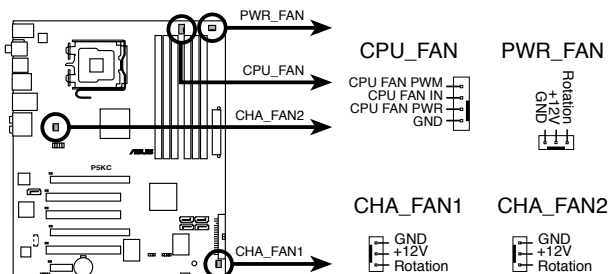 PWR_FAN
CPU_FAN
CHA_FAN2
CHA_FAN1
ASUS
P5KC
CPU_FAN
CPU FAN PWM
CPU FAN IN
CPU FAN PWR
GND
PWR_FAN
Rotation
+12V
GND
CHA_FAN1
GND
+12V
Rotation
CHA_FAN2
GND
+12V
Rotation